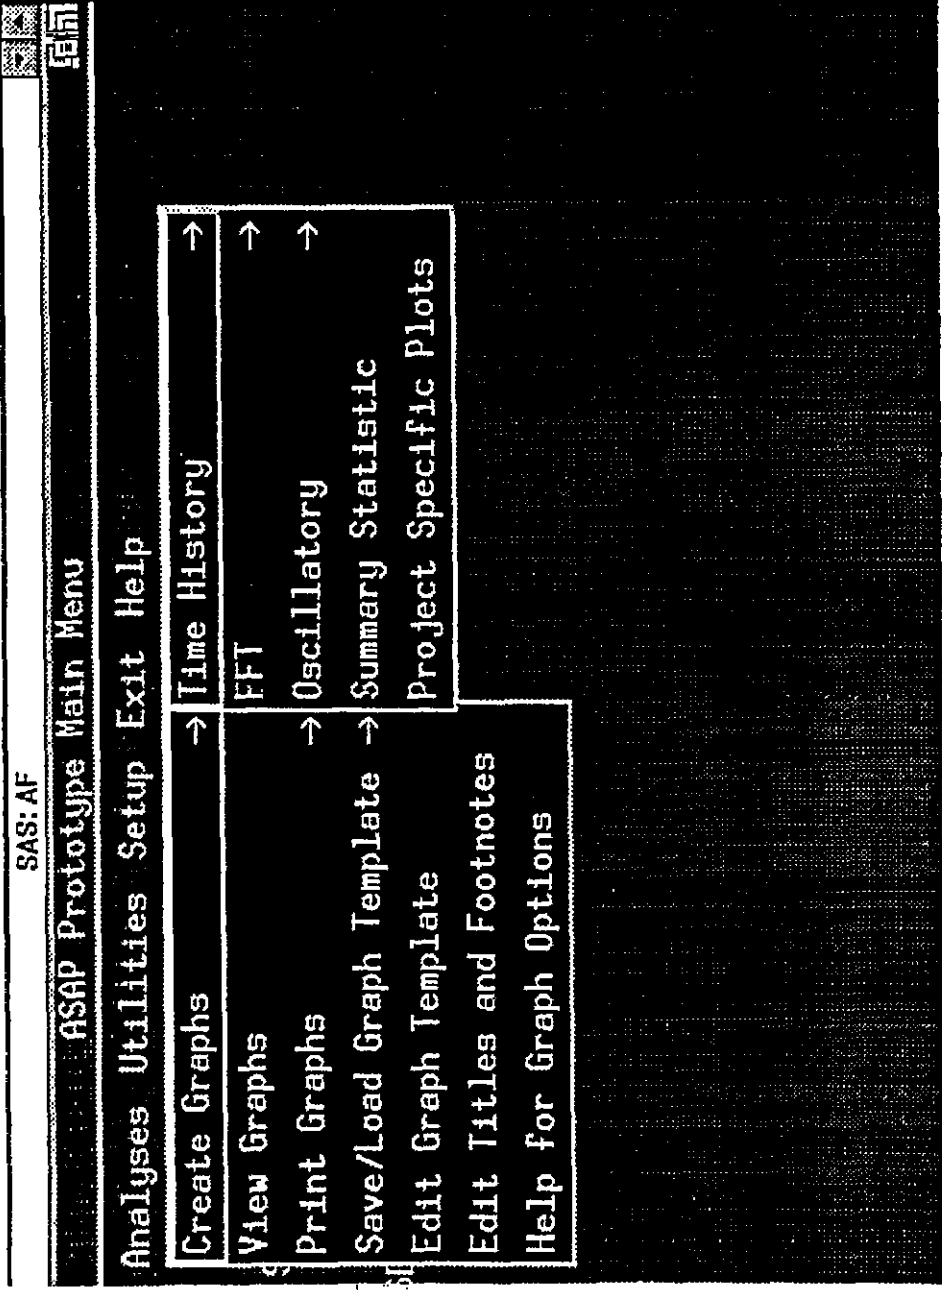 SAS: AF
ASAP Prototype Main Menu
Analyses Utilities Setup Exit Help
Create Graphs →
View Graphs
Print Graphs →
Save/Load Graph Template →
Edit Graph Template
Edit Titles and Footnotes
Help for Graph Options
Time History →
FFT →
Oscillatory →
Summary Statistic
Project Specific Plots